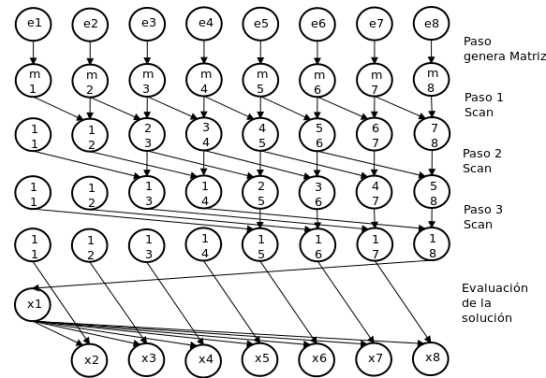 e1 e2 e3 e4 e5 e6 e7 e8
Paso
genera Matriz
m m m m m m m m
1 2 3 4 5 6 7 8
Paso 1
Scan
1 1 2 3 4 5 6 7
1 2 3 4 5 6 7 8
Paso 2
Scan
1 1 1 1 2 3 4 5
1 2 3 4 5 6 7 8
Paso 3
Scan
1 1 1 1 1 1 1 1
1 2 3 4 5 6 7 8
Evaluación
de la
solución
x1
x2 x3 x4 x5 x6 x7 x8